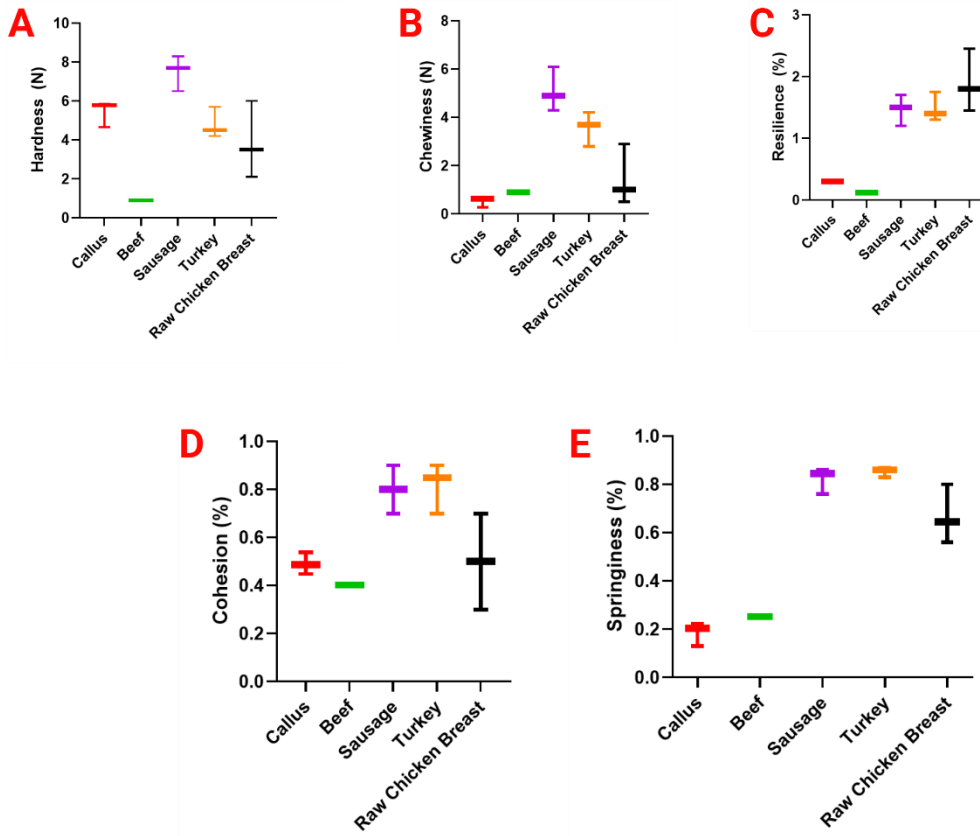 A
Hardness (N)
10
8
6
4
2
0
Callus
Beef
Sausage
Turkey
Raw Chicken Breast
B
Chewiness (N)
8
6
4
2
0
Callus
Beef
Sausage
Turkey
Raw Chicken Breast
C
Resilience (%)
3
2
1
0
Callus
Beef
Sausage
Turkey
Raw Chicken Breast
D
Cohesion (%)
1.0
0.8
0.6
0.4
0.2
0.0
Callus
Beef
Sausage
Turkey
Raw Chicken Breast
E
Springiness (%)
1.0
0.8
0.6
0.4
0.2
0.0
Callus
Beef
Sausage
Turkey
Raw Chicken Breast